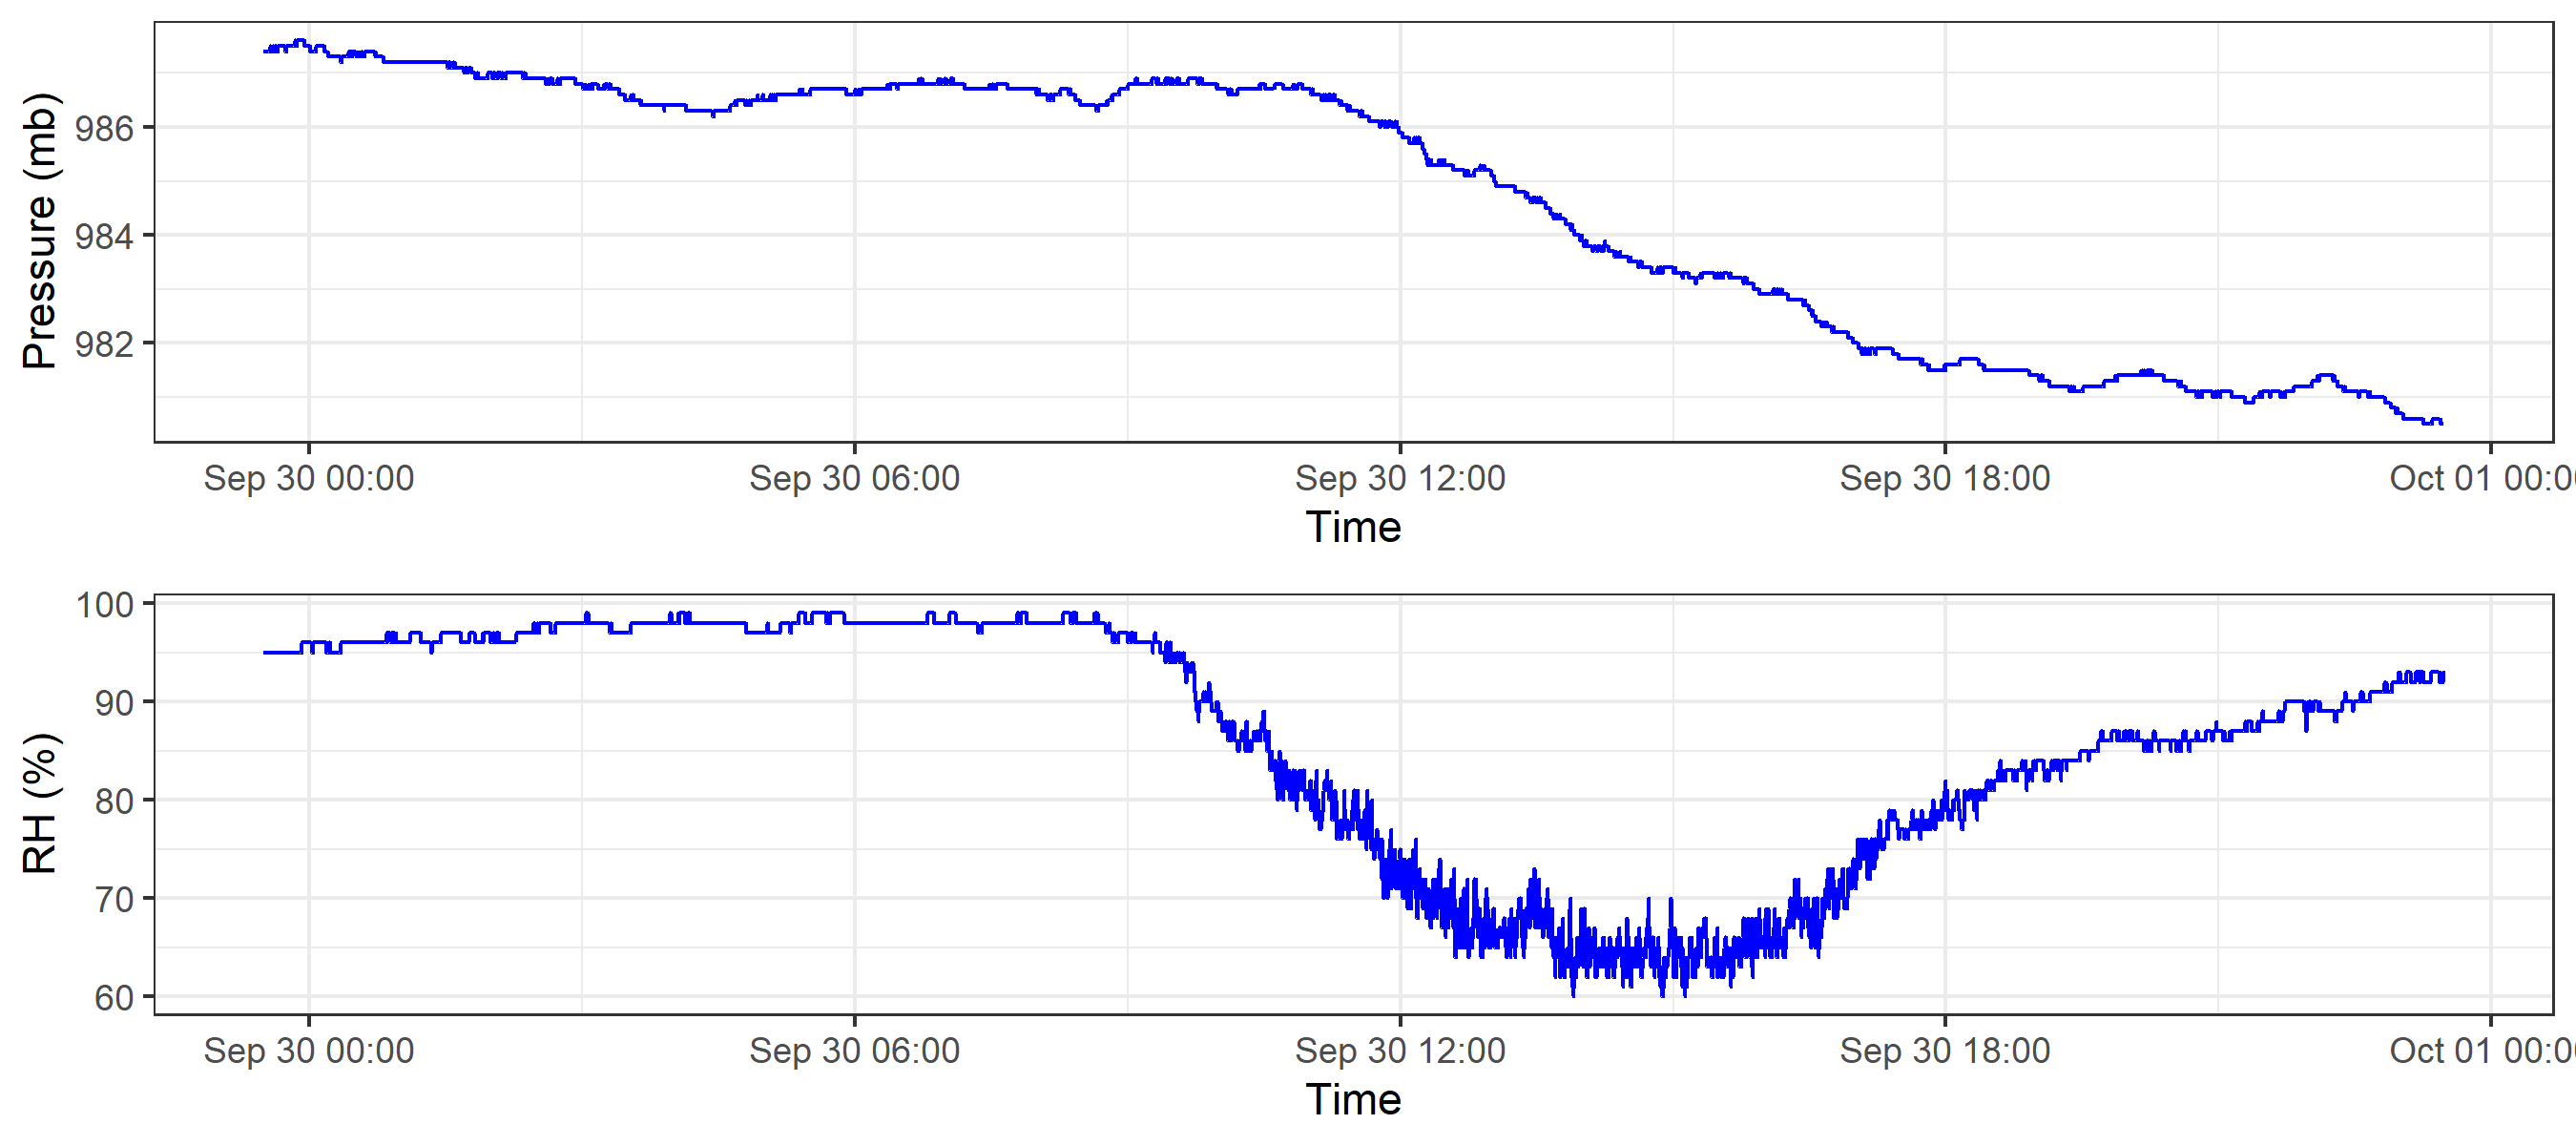 Pressure (mb)
986
984
982
Sep 30 00:00
Sep 30 06:00
Sep 30 12:00
Sep 30 18:00
Oct 01 00:0
Time
RH (%)
100
90
80
70
60
Sep 30 00:00
Sep 30 06:00
Sep 30 12:00
Sep 30 18:00
Oct 01 00:0
Time